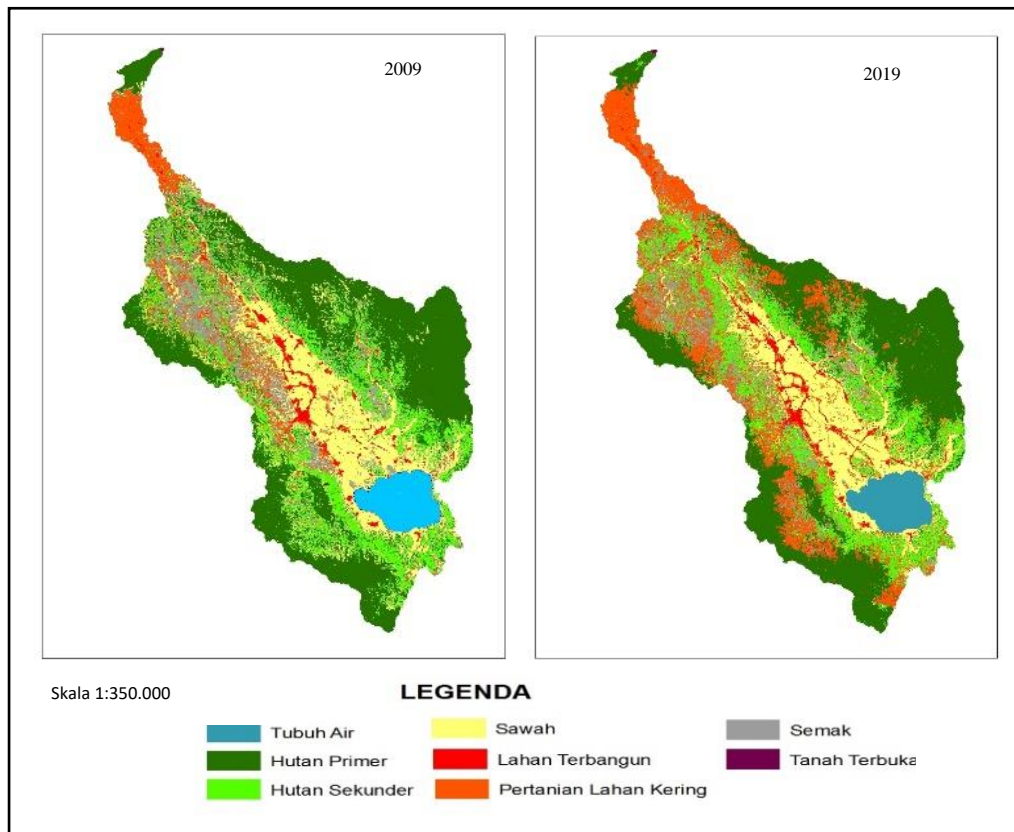 2009
2019
Skala 1:350.000
LEGENDA
Tubuh Air
Sawah
Semak
Hutan Primer
Lahan Terbangun
Tanah Terbuka
Hutan Sekunder
Pertanian Lahan Kering